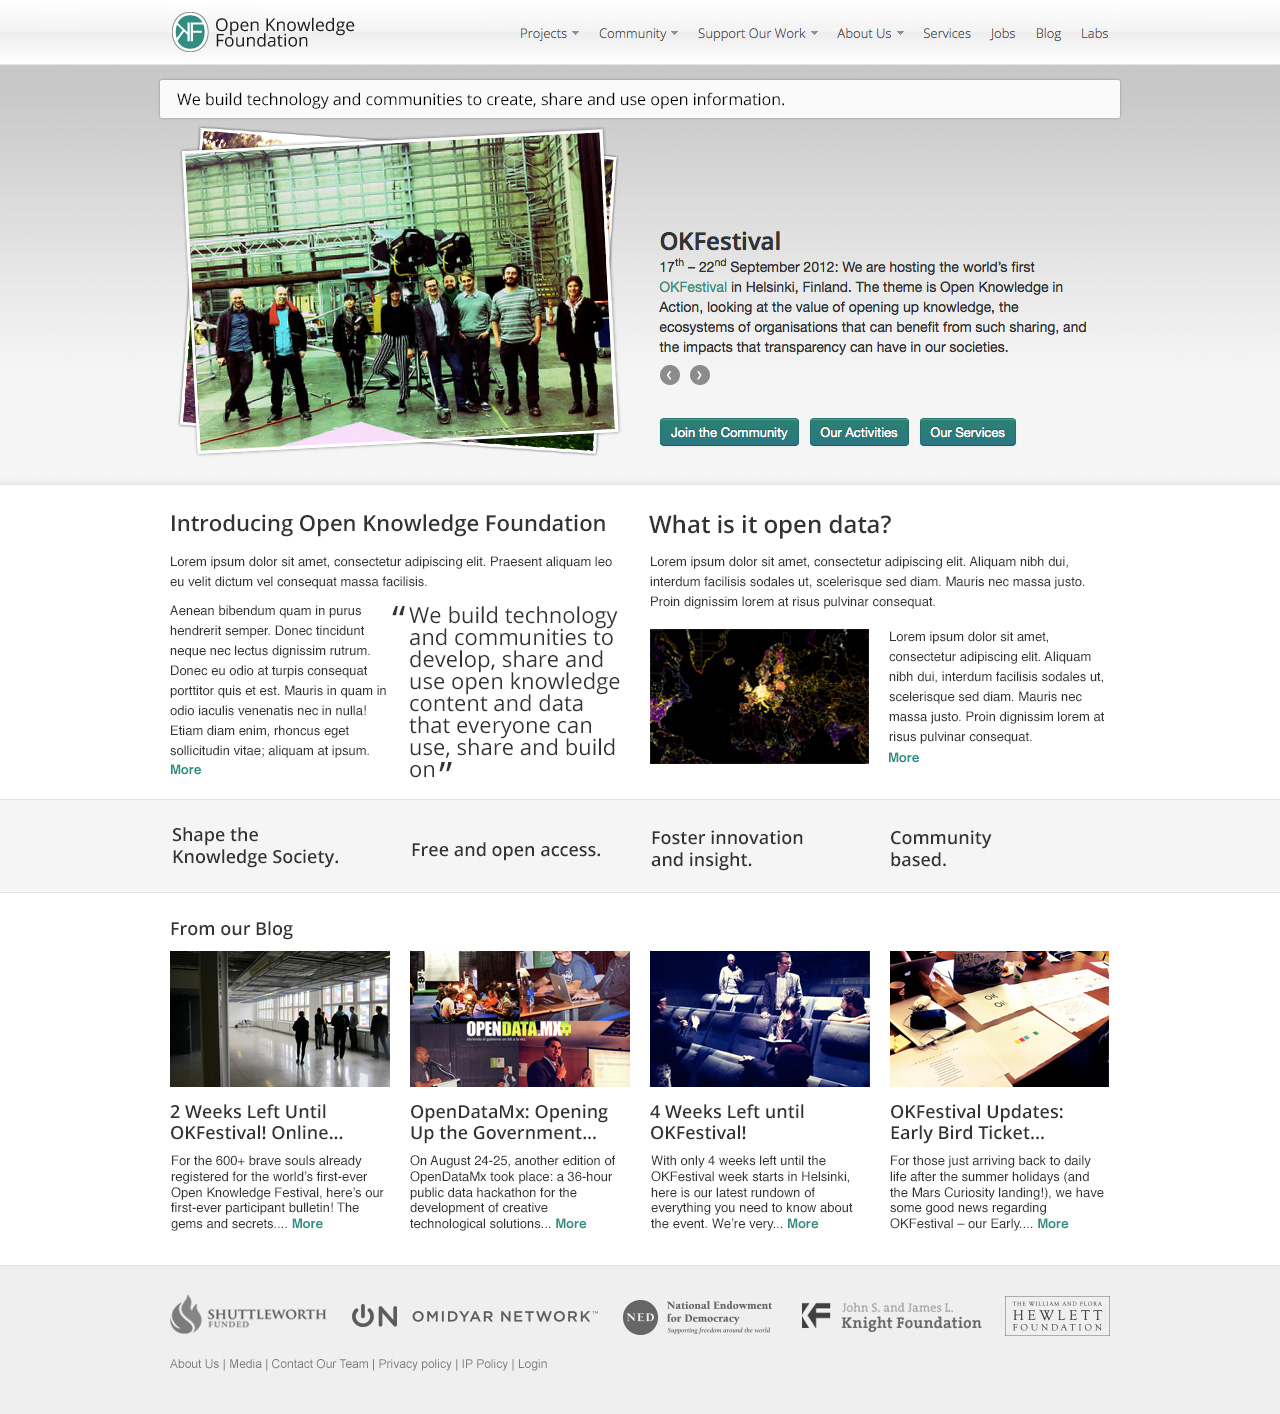 Open Knowledge
Foundation
Projects Community Support Our Work About Us Services Jobs Blog Labs
We build technology and communities to create, share and use open information.
OKFestival
17th – 22nd September 2012: We are hosting the world's first
OKFestival in Helsinki, Finland. The theme is Open Knowledge in
Action, looking at the value of opening up knowledge, the
ecosystems of organisations that can benefit from such sharing, and
the impacts that transparency can have in our societies.
Join the Community Our Activities Our Services
Introducing Open Knowledge Foundation
Lorem ipsum dolor sit amet, consectetur adipiscing elit. Praesent aliquam leo
eu velit dictum vel consequat massa facilisis.
Aenean bibendum quam in purus
hendrerit semper. Donec tincidunt
neque nec lectus dignissim rutrum.
Donec eu odio at turpis consequat
porttitor quis et est. Mauris in quam in
odio iaculis venenatis nec in nulla!
Etiam diam enim, rhoncus eget
sollicitudin vitae; aliquam at ipsum.
More
“We build technology
and communities to
develop, share and
use open knowledge
content and data
that everyone can
use, share and build
on”
What is it open data?
Lorem ipsum dolor sit amet, consectetur adipiscing elit. Aliquam nibh dui,
interdum facilisis sodales ut, scelerisque sed diam. Mauris nec massa justo.
Proin dignissim lorem at risus pulvinar consequat.
Lorem ipsum dolor sit amet,
consectetur adipiscing elit. Aliquam
nibh dui, interdum facilisis sodales ut,
scelerisque sed diam. Mauris nec
massa justo. Proin dignissim lorem at
risus pulvinar consequat.
More
Shape the
Knowledge Society.
Free and open access.
Foster innovation
and insight.
Community
based.
From our Blog
OPENDATA.MX
2 Weeks Left Until
OKFestival! Online...
For the 600+ brave souls already
registered for the world's first-ever
Open Knowledge Festival, here's our
first-ever participant bulletin! The
gems and secrets.... More
OpenDataMx: Opening
Up the Government...
On August 24-25, another edition of
OpenDataMx took place: a 36-hour
public data hackathon for the
development of creative
technological solutions... More
4 Weeks Left until
OKFestival!
With only 4 weeks left until the
OKFestival week starts in Helsinki,
here is our latest rundown of
everything you need to know about
the event. We're very... More
OKFestival Updates:
Early Bird Ticket...
For those just arriving back to daily
life after the summer holidays (and
the Mars Curiosity landing!), we have
some good news regarding
OKFestival – our Early.... More
SHUTTLEWORTH
FUNDED
ON OMIDYAR NETWORK™
NED
National Endowment
for Democracy
Supporting freedom around the world
KF
John S. and James L.
Knight Foundation
THE WILLIAM AND FLORA
HEWLETT
FOUNDATION
About Us | Media | Contact Our Team | Privacy policy | IP Policy | Login